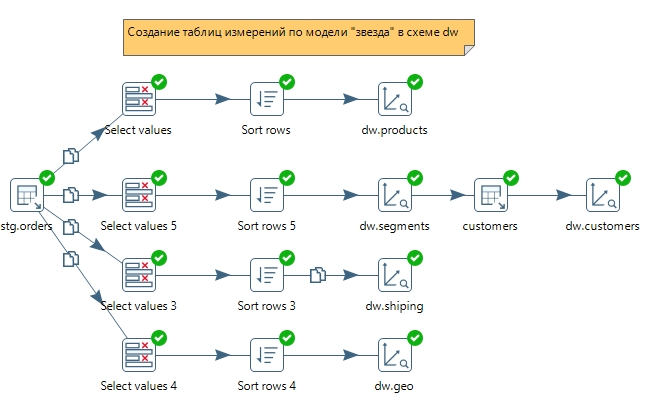 Создание таблиц измерений по модели "звезда" в схеме dw
Select values
Sort rows
dw.products
stg.orders
Select values 5
Sort rows 5
dw.segments
customers
dw.customers
Select values 3
Sort rows 3
dw.shiping
Select values 4
Sort rows 4
dw.geo